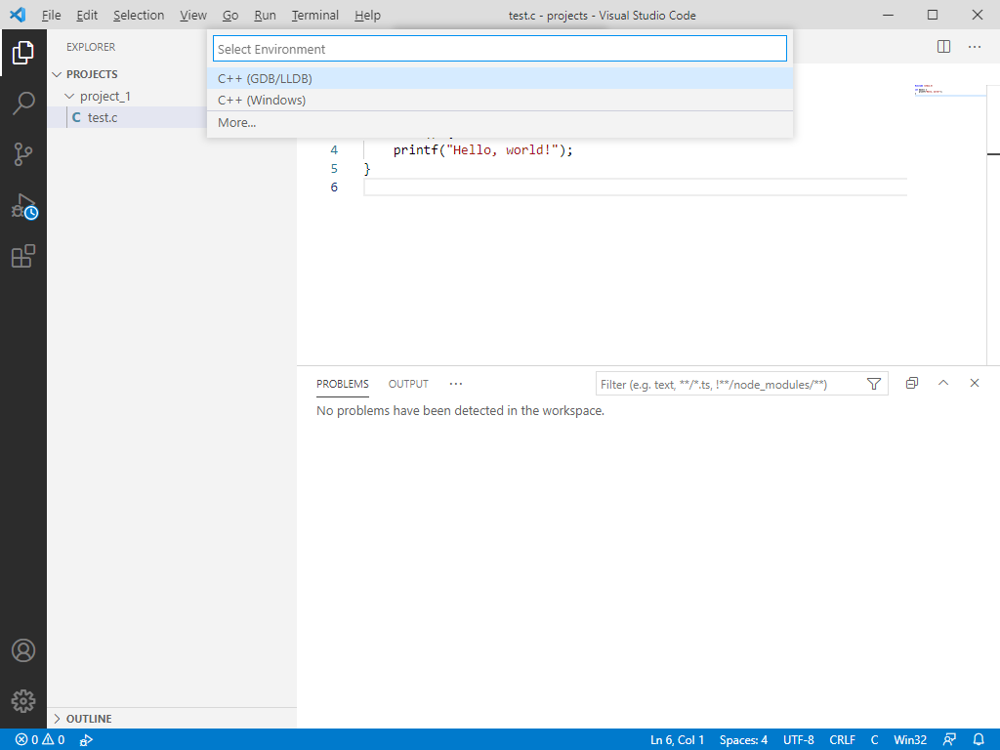 File Edit Selection View Go Run Terminal Help test.c - projects - Visual Studio Code
EXPLORER
Select Environment
PROJECTS
C++ (GDB/LLDB)
project_1
C++ (Windows)
C test.c
More...
4 printf("Hello, world!");
5 }
6
PROBLEMS OUTPUT ... Filter (e.g. text, **/*.ts, !**/node_modules/**)
No problems have been detected in the workspace.
OUTLINE
0 0 Ln 6, Col 1 Spaces: 4 UTF-8 CRLF C Win32